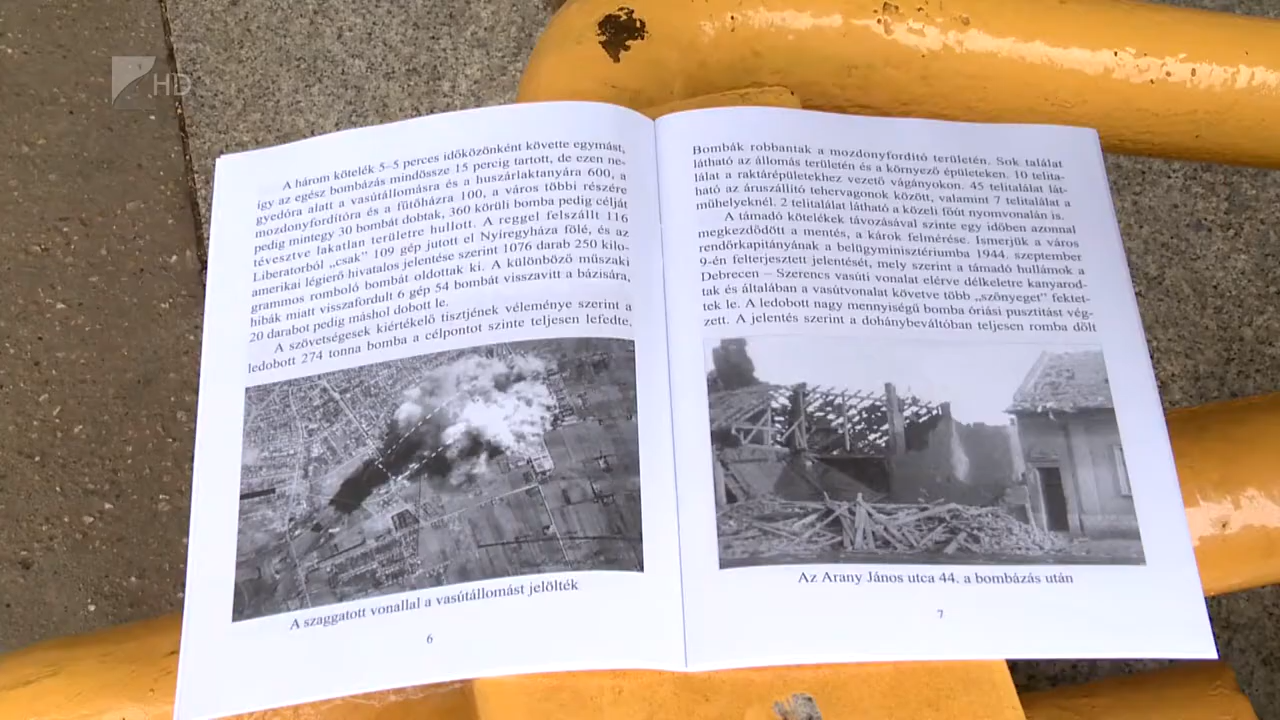 HD
A három kötelék 5–5 perces időközönként követte egymást,
így az egész bombázás mindössze 15 percig tartott, de ezen ne-
gyedóra alatt a vasútállomásra és a huszárlaktanyára 600, a
mozdonyfordítóra és a fűtőházra 100, a város többi részére
pedig mintegy 30 bombát dobtak, 360 körüli bomba pedig célját
tévesztve lakatlan területre hullott. A reggel felszállt 116
Liberatorból „csak" 109 gép jutott el Nyíregyháza fölé, és az
amerikai légierő hivatalos jelentése szerint 1076 darab 250 kilo-
grammos romboló bombát oldottak ki. A különböző műszaki
hibák miatt visszafordult 6 gép 54 bombát visszavitt a bázisára,
20 darabot pedig máshol dobott le.
A szövetségesek kiértékelő tisztjének véleménye szerint a
ledobott 274 tonna bomba a célpontot szinte teljesen lefedte.
A szaggatott vonallal a vasútállomást jelölték
6
Bombák robbantak a mozdonyfordító területén. Sok találat
látható az állomás területén és a környező épületeken. 10 telita-
lálat a raktárépületekhez vezető vágányokon. 45 telitalálat lát-
ható az áruszállító tehervagonok között, valamint 7 telitalálat a
műhelyeknél. 2 telitalálat látható a közeli főút nyomvonalán is.
A támadó kötelékek távozásával szinte egy időben azonnal
megkezdődött a mentés, a károk felmérése. Ismerjük a város
rendőrkapitányának a belügyminisztériumba 1944. szeptember
9-én felterjesztett jelentését, mely szerint a támadó hullámok a
Debrecen – Szerencs vasúti vonalat elérve délkeletre kanyarod-
tak és általában a vasútvonalat követve több „szőnyeget" fektet-
tek le. A ledobott nagy mennyiségű bomba óriási pusztítást vég-
zett. A jelentés szerint a dohánybeváltóban teljesen romba dőlt
Az Arany János utca 44. a bombázás után
7